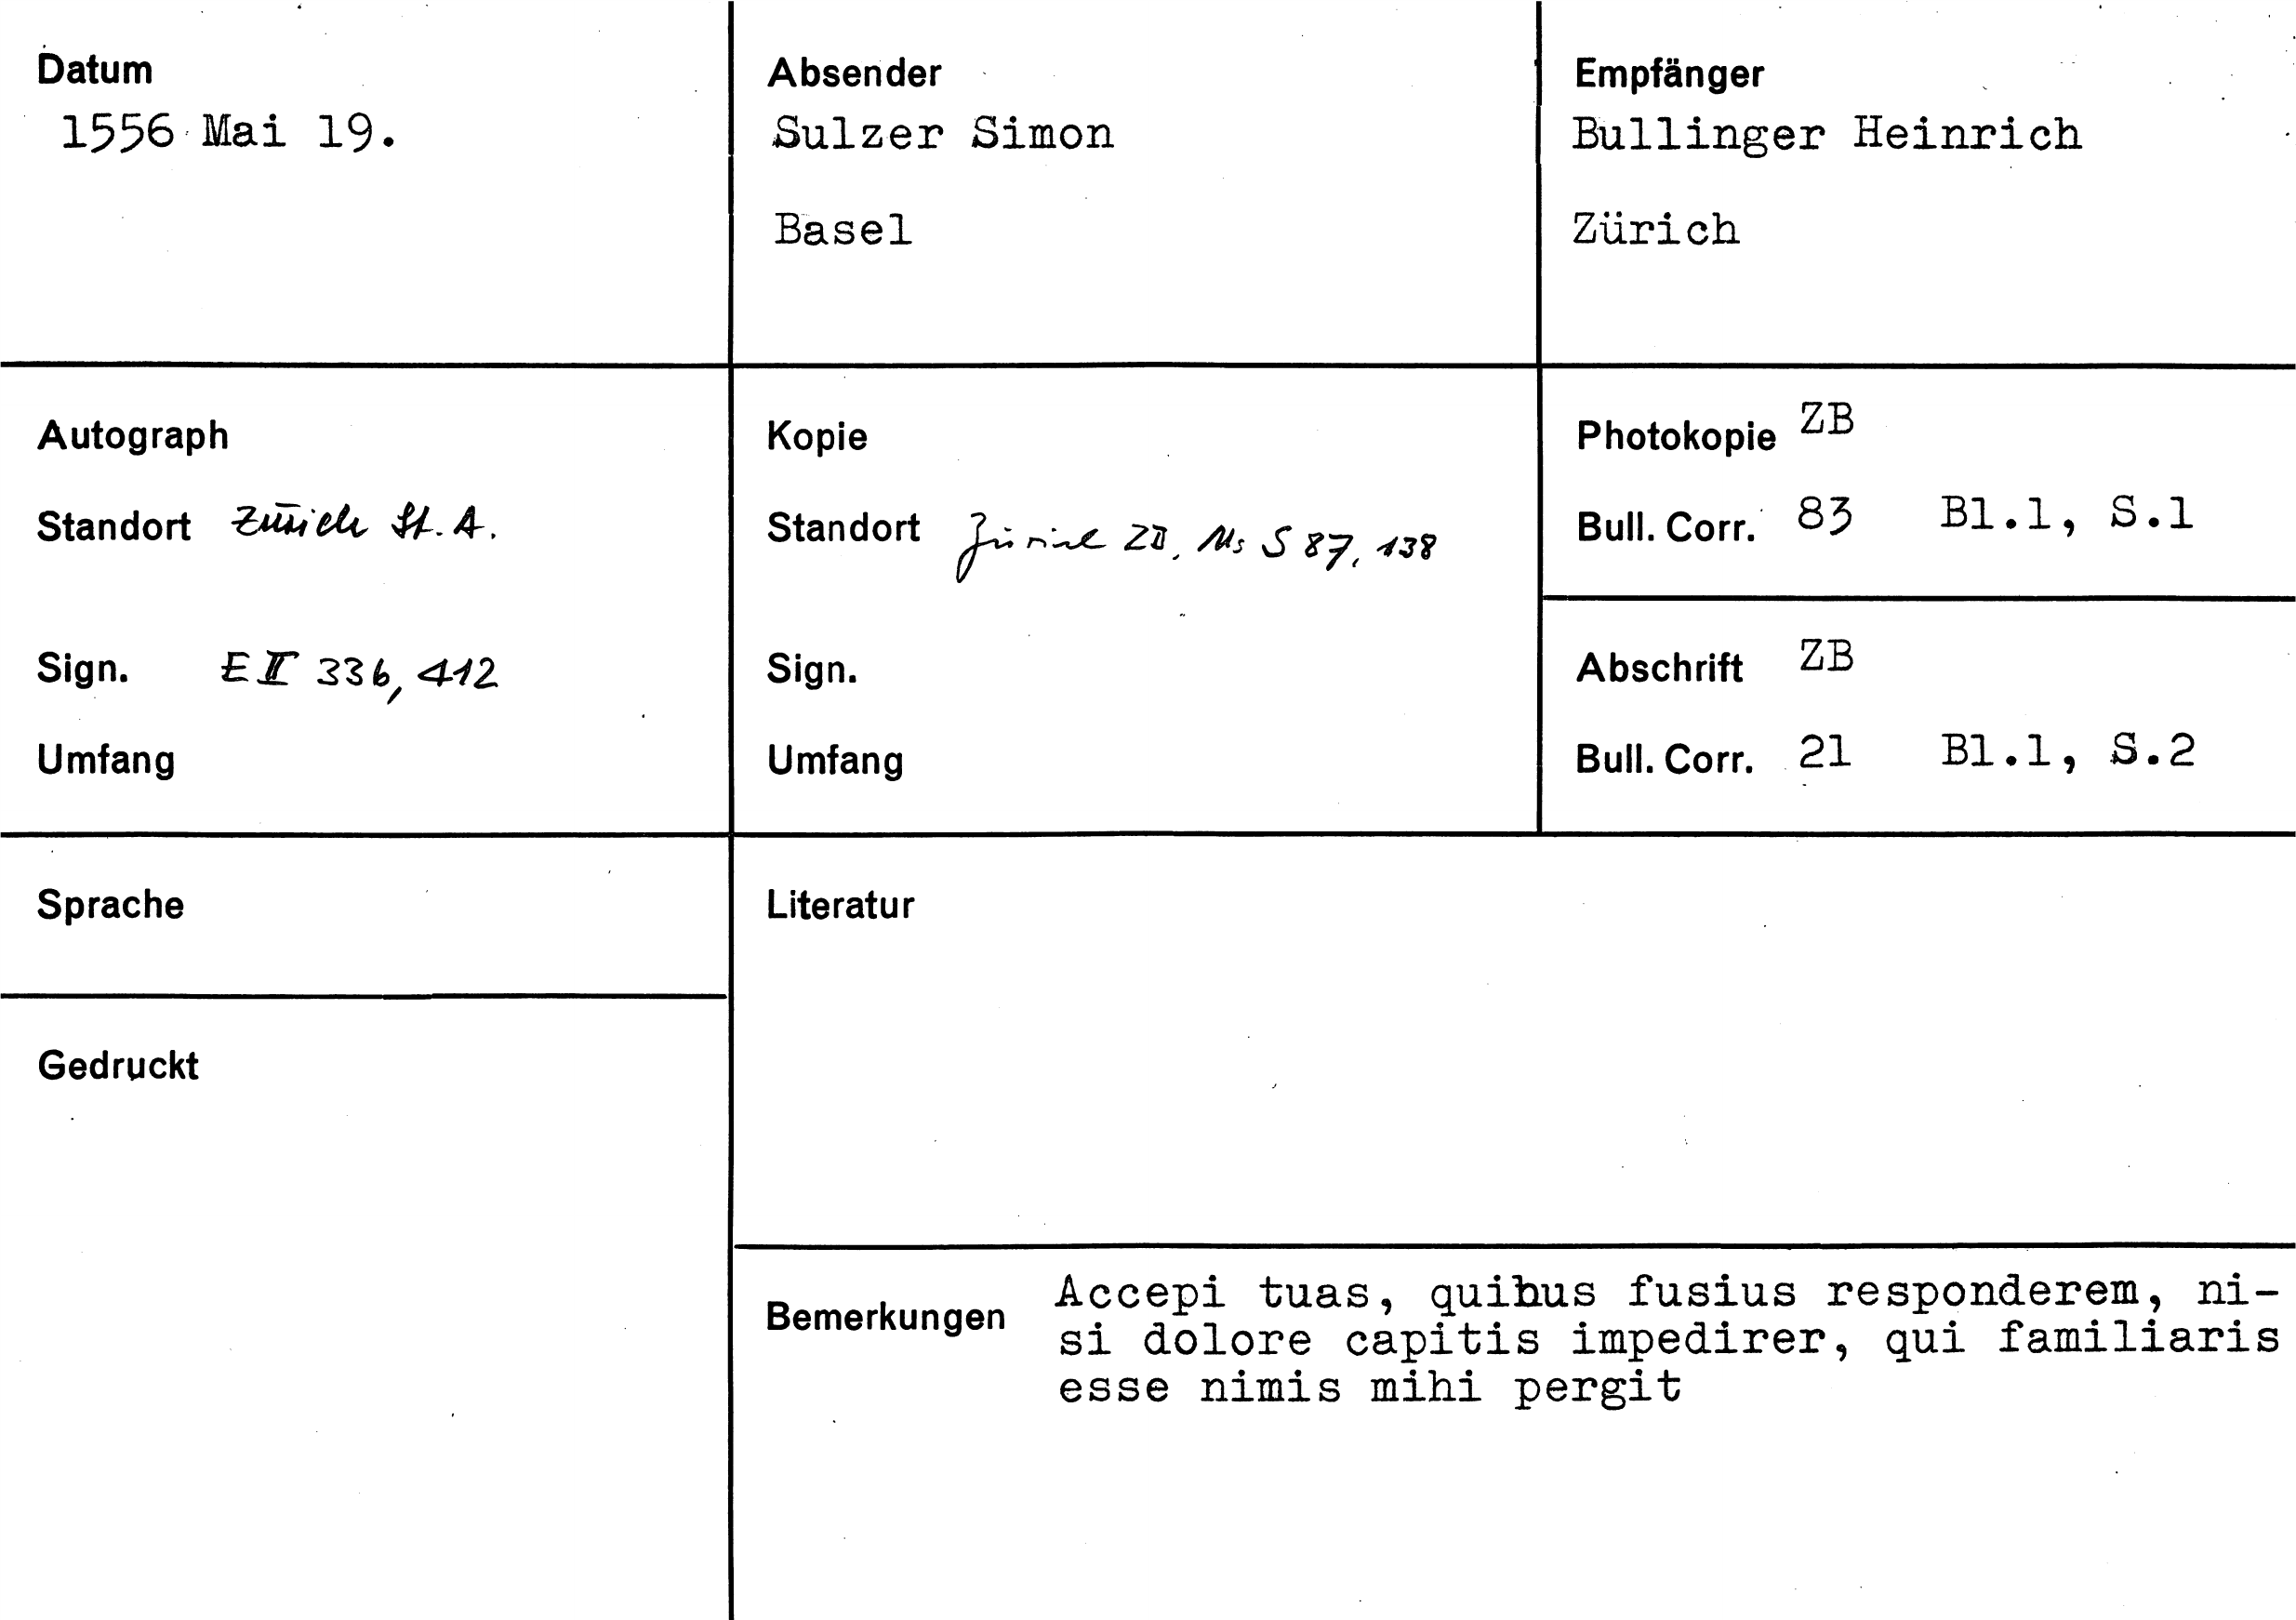 Datum
1556 Mai 19.
Absender
Sulzer Simon
Basel
Empfänger
Bullinger Heinrich
Zürich
Autograph
Standort Zürich St. A.
Sign. E II 336, 412
Umfang
Kopie
Standort Zürich ZB, Ms S 87, 138
Sign.
Umfang
Photokopie ZB
Bull. Corr. 83 Bl.1, S.1
Abschrift ZB
Bull. Corr. 21 Bl.1, S.2
Sprache
Gedruckt
Literatur
Bemerkungen Accepi tuas, quibus fusius responderem, ni-
si dolore capitis impedirer, qui familiaris
esse nimis mihi pergit